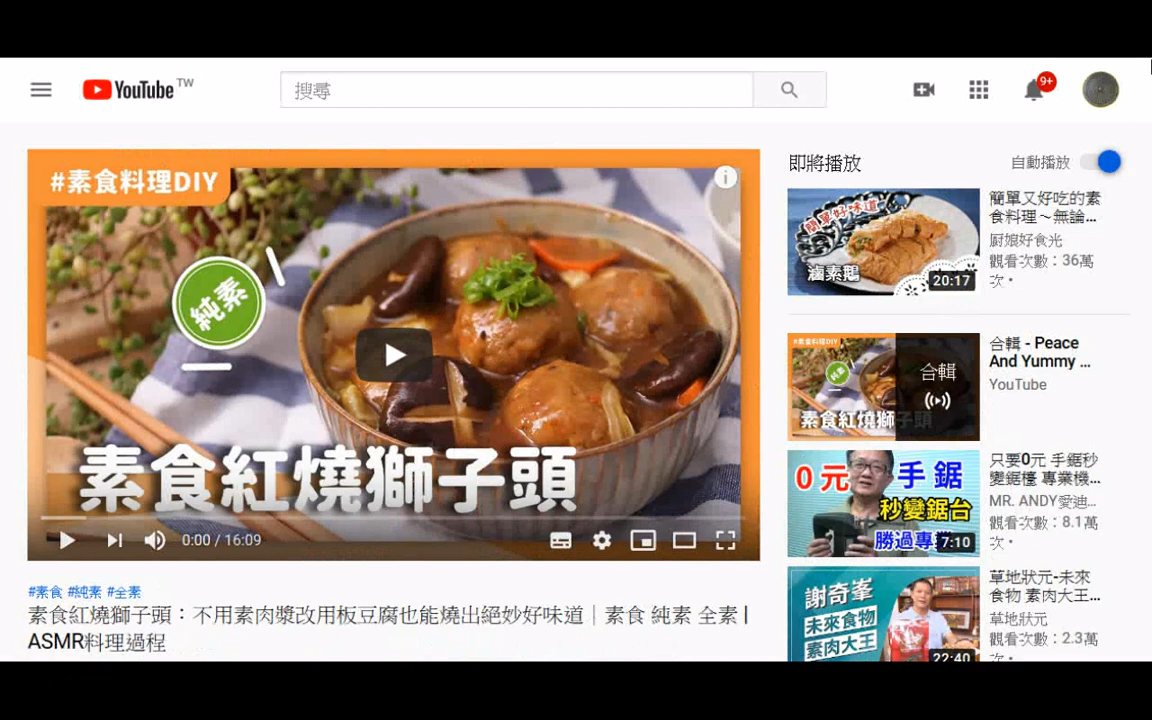 YouTube TW
搜尋
9+
#素食料理DIY
純素
素食紅燒獅子頭
0:00 / 16:09
#素食 #純素 #全素
素食紅燒獅子頭：不用素肉漿改用板豆腐也能燒出絕妙好味道｜素食 純素 全素 |
ASMR料理過程
即將播放
自動播放
簡單好味道
滷素鵝
20:17
簡單又好吃的素
食料理～無論...
廚娘好食光
觀看次數：36萬
次·
#素食料理DIY
純素
素食紅燒獅子頭
合輯
合輯 - Peace
And Yummy ...
YouTube
0元 手鋸
秒變鋸台
勝過專
7:10
只要0元 手鋸秒
變鋸檯 專業機...
MR. ANDY愛迪...
觀看次數：8.1萬
次·
謝奇峯
未來食物
素肉大王
22:40
草地狀元-未來
食物 素肉大王...
草地狀元
觀看次數：2.3萬
次·